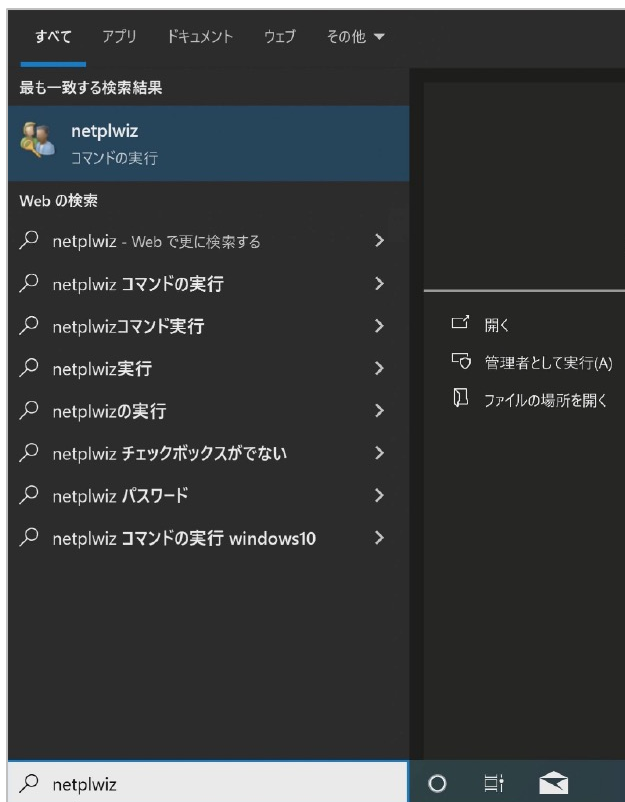 すべて アプリ ドキュメント ウェブ その他
最も一致する検索結果
netplwiz
コマンドの実行
Web の検索
netplwiz - Web で更に検索する
netplwiz コマンドの実行
netplwizコマンド実行
netplwiz実行
netplwizの実行
netplwiz チェックボックスがでない
netplwiz パスワード
netplwiz コマンドの実行 windows10
開く
管理者として実行(A)
ファイルの場所を開く
netplwiz